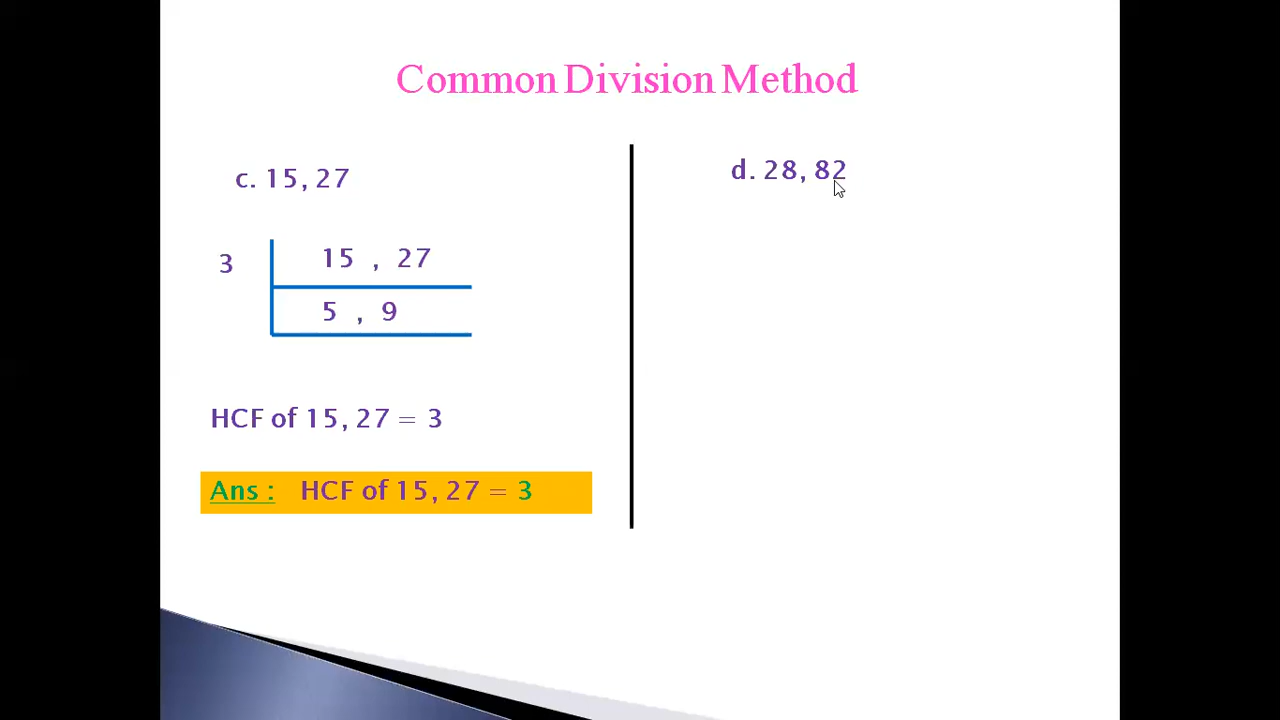 Common Division Method
c. 15, 27
3
15 , 27
5 , 9
HCF of 15, 27 = 3
Ans : HCF of 15, 27 = 3
d. 28, 82